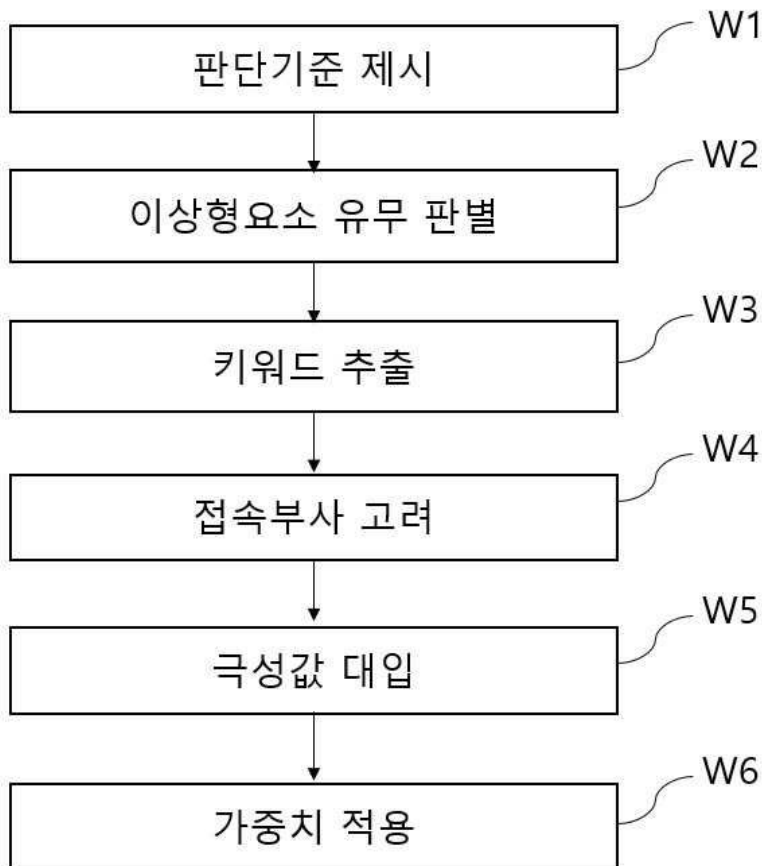 W1
판단기준 제시
W2
이상형요소 유무 판별
W3
키워드 추출
W4
접속부사 고려
W5
극성값 대입
W6
가중치 적용